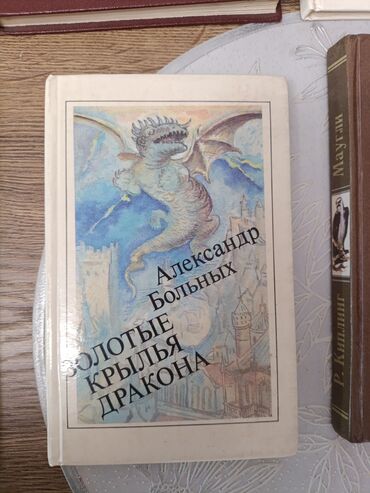 Александр
Больных
ЗОЛОТЫЕ
КРЫЛЬЯ
ДРАКОНА
Р. Киплинг
Маугли